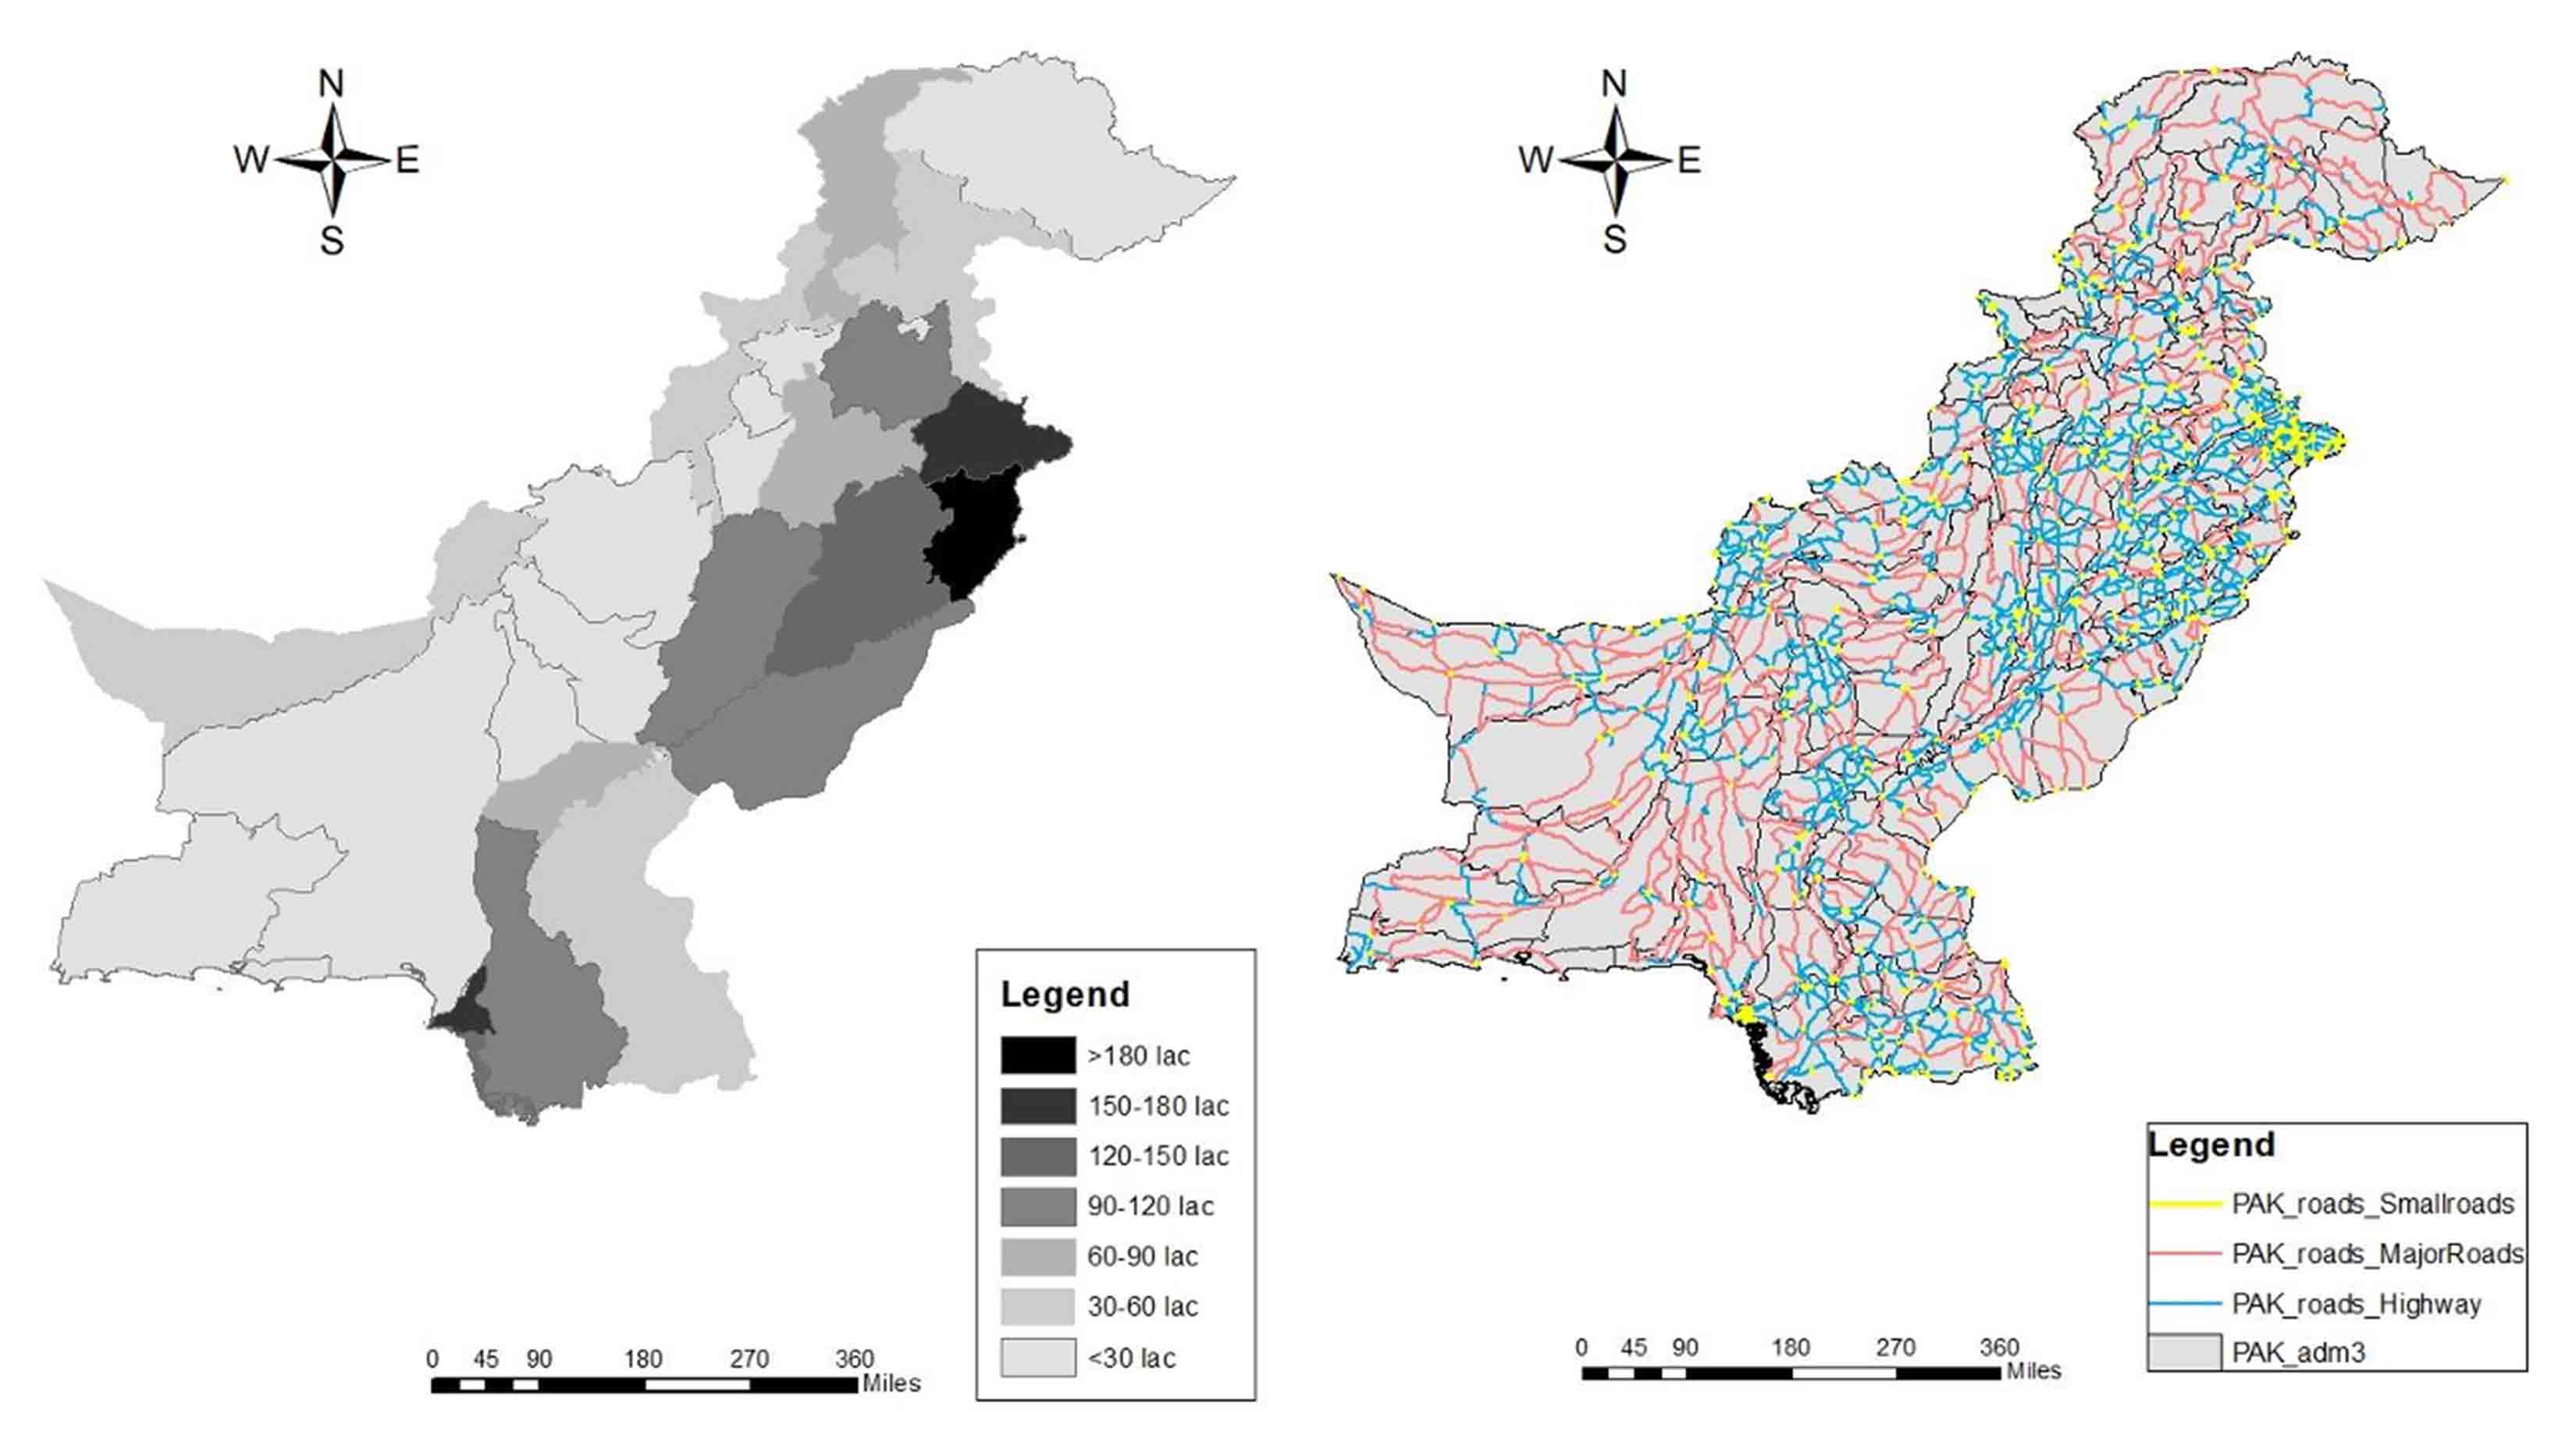 N
W E
S
Legend
>180 lac
150-180 lac
120-150 lac
90-120 lac
60-90 lac
30-60 lac
<30 lac
0 45 90 180 270 360
Miles
N
W E
S
Legend
PAK_roads_Smallroads
PAK_roads_MajorRoads
PAK_roads_Highway
PAK_adm3
0 45 90 180 270 360
Miles